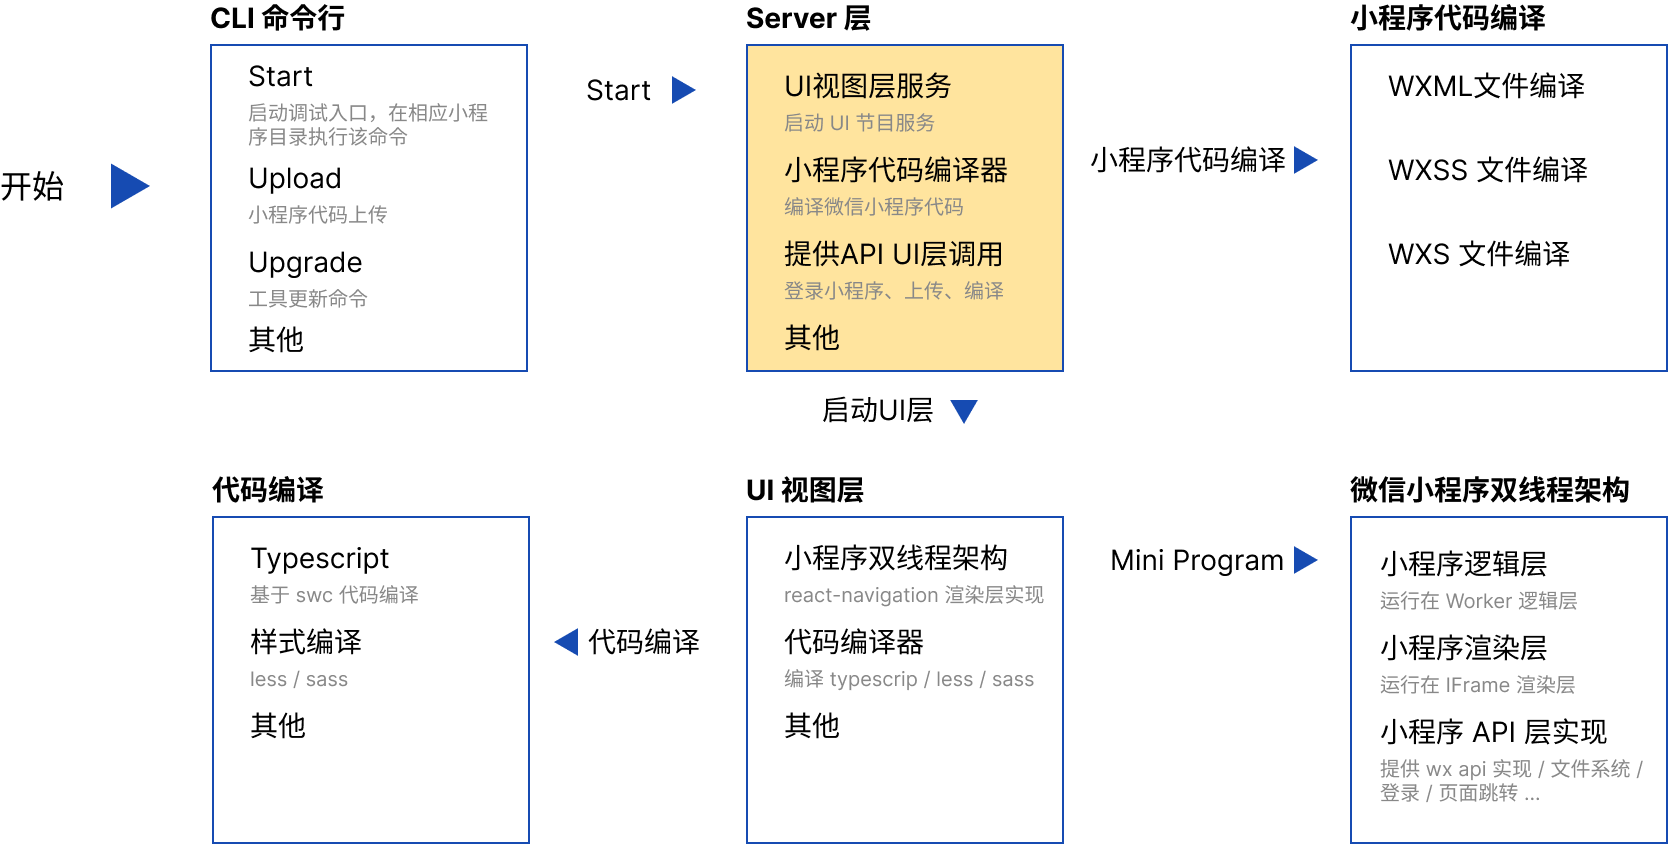 开始
CLI 命令行
Start
启动调试入口，在相应小程
序目录执行该命令
Upload
小程序代码上传
Upgrade
工具更新命令
其他
Start
Server 层
UI视图层服务
启动 UI 节目服务
小程序代码编译器
编译微信小程序代码
提供API UI层调用
登录小程序、上传、编译
其他
小程序代码编译
小程序代码编译
WXML文件编译
WXSS 文件编译
WXS 文件编译
启动UI层
代码编译
Typescript
基于 swc 代码编译
样式编译
less / sass
其他
代码编译
UI 视图层
小程序双线程架构
react-navigation 渲染层实现
代码编译器
编译 typescrip / less / sass
其他
Mini Program
微信小程序双线程架构
小程序逻辑层
运行在 Worker 逻辑层
小程序渲染层
运行在 IFrame 渲染层
小程序 API 层实现
提供 wx api 实现 / 文件系统 /
登录 / 页面跳转 ...